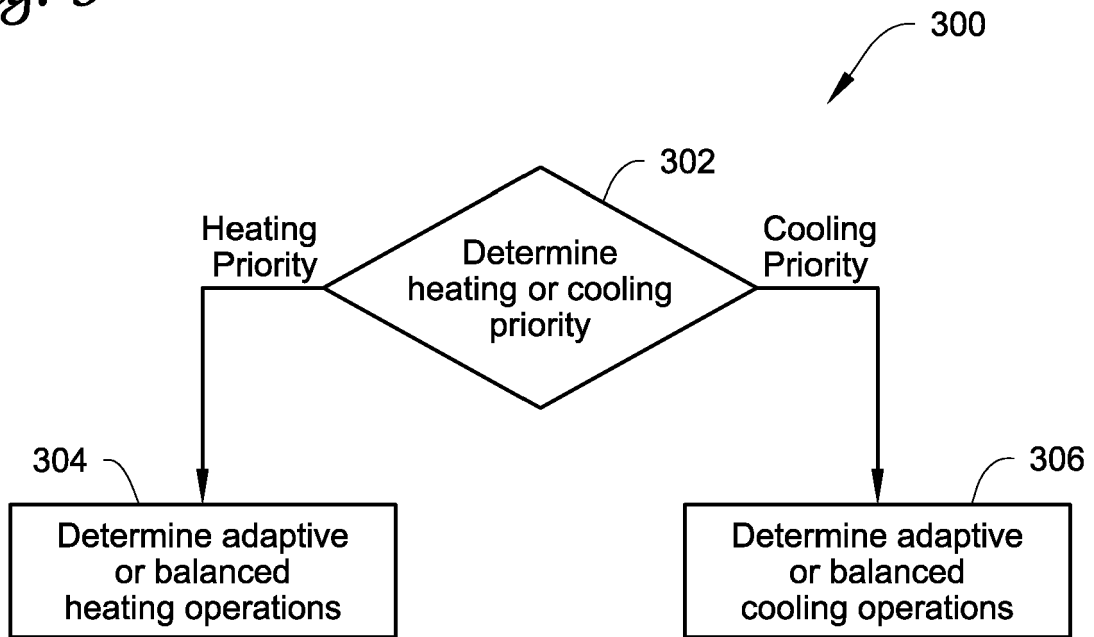 300
302
Heating
Priority
Cooling
Priority
Determine
heating or cooling
priority
304
306
Determine adaptive
or balanced
heating operations
Determine adaptive
or balanced
cooling operations